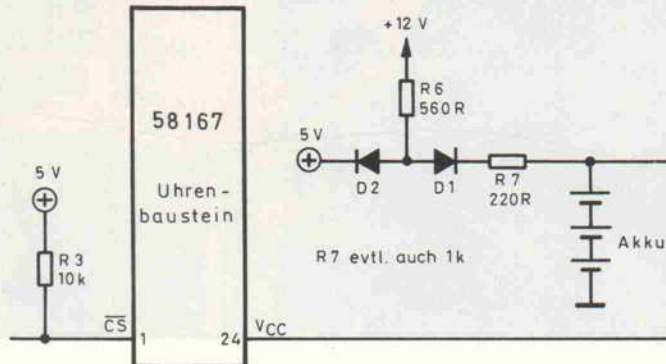 +12 V
58167
R6
560R
5 V
5 V
Uhren-
baustein
D2
D1
R7
220R
R3
10k
R7 evtl. auch 1k
Akku
CS
1
24
VCC